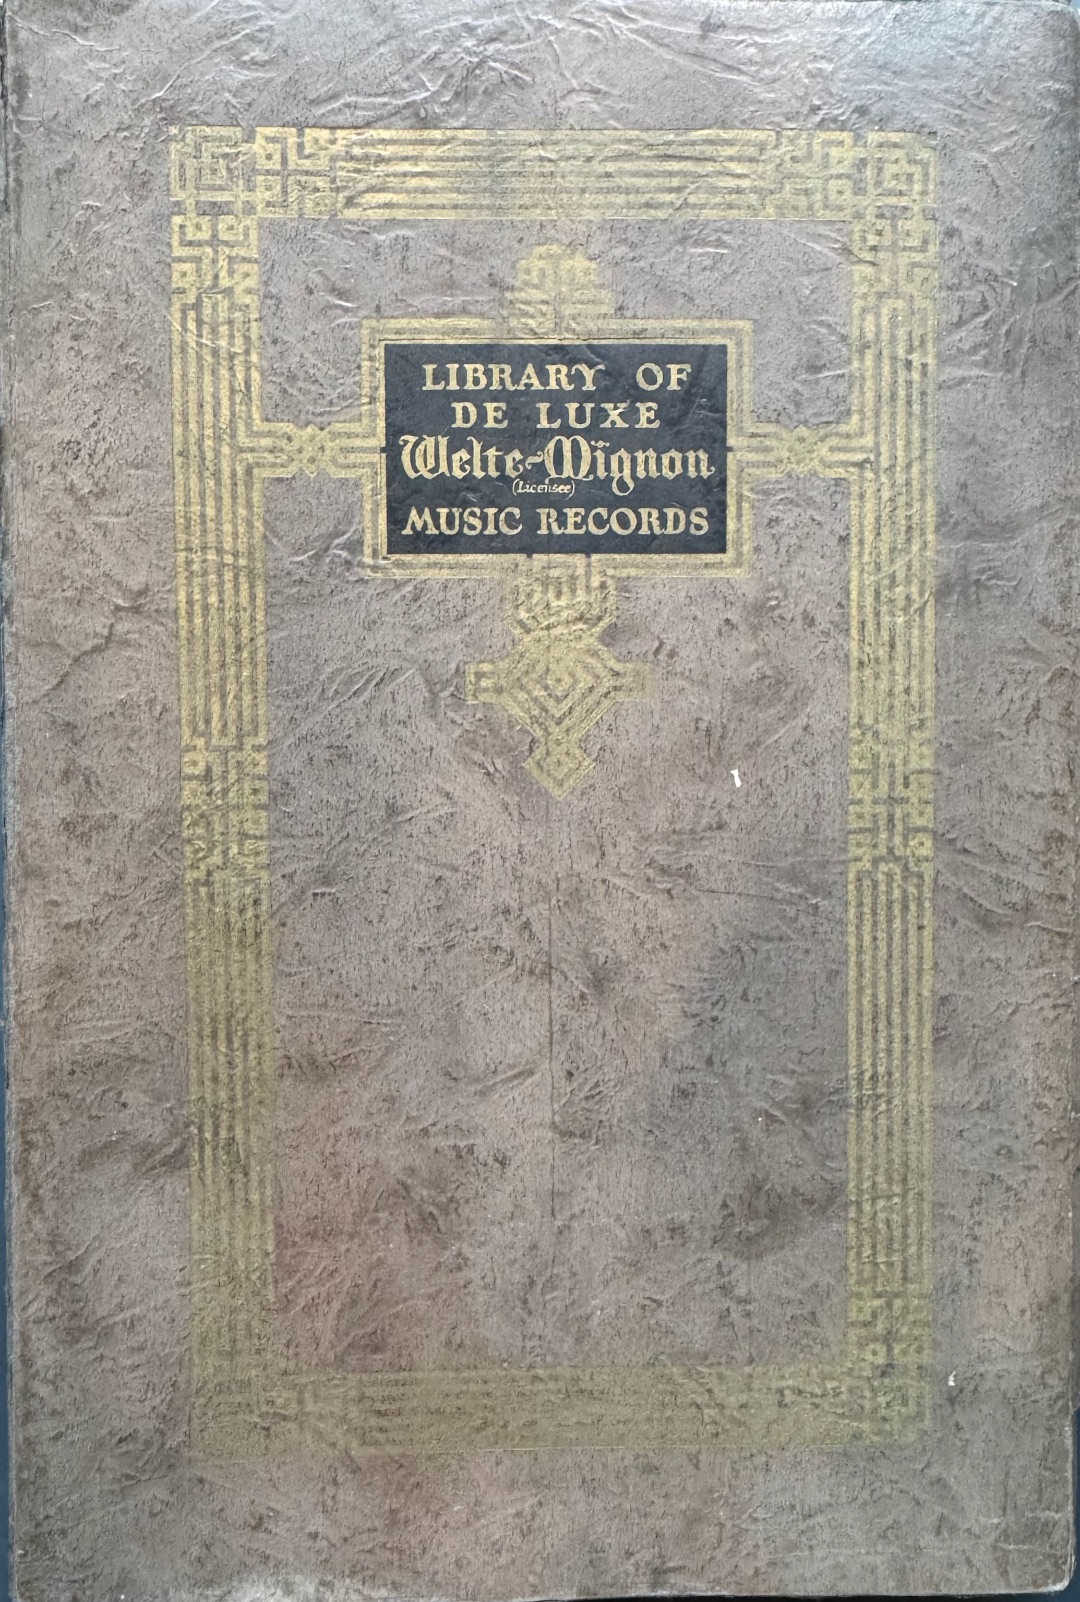 LIBRARY OF
DE LUXE
Welte-Mignon
(Licensee)
MUSIC RECORDS